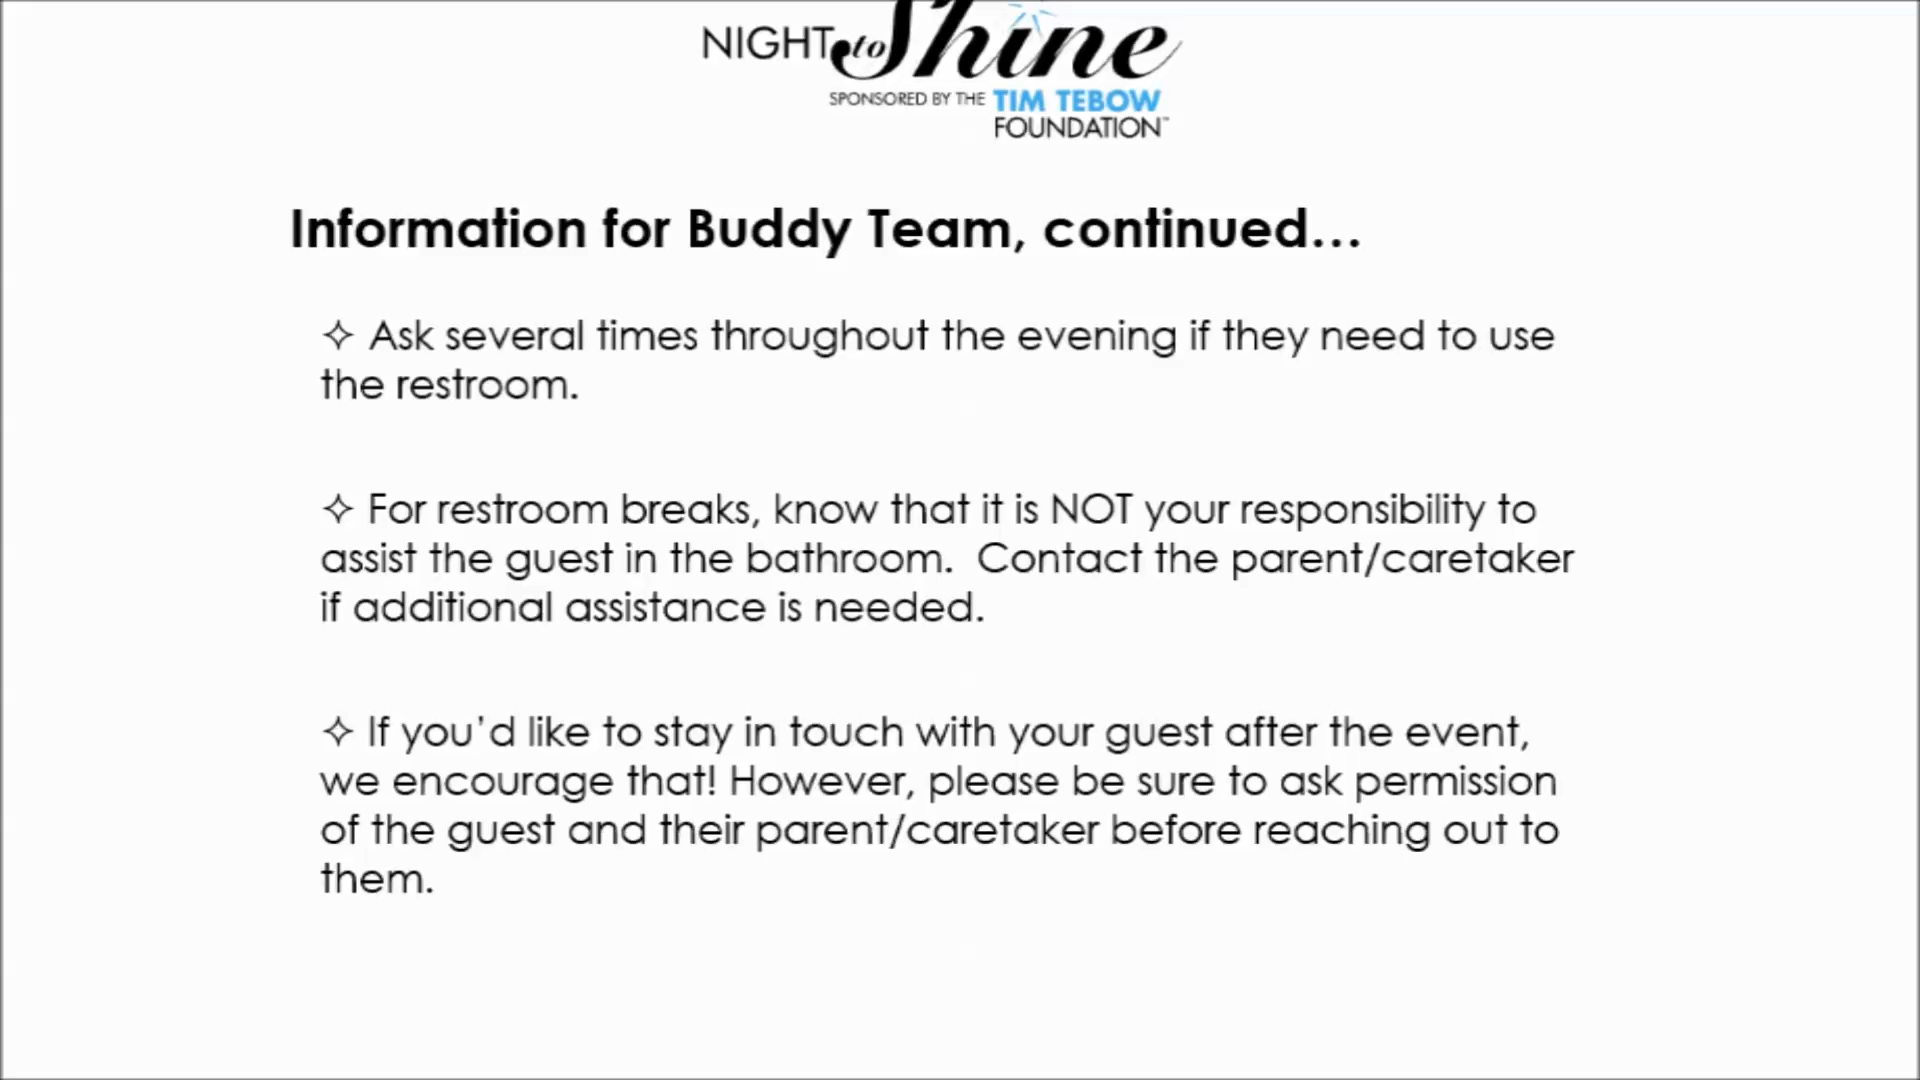 NIGHT to Shine
SPONSORED BY THE TIM TEBOW
FOUNDATION™
Information for Buddy Team, continued...
✧ Ask several times throughout the evening if they need to use
the restroom.
✧ For restroom breaks, know that it is NOT your responsibility to
assist the guest in the bathroom.  Contact the parent/caretaker
if additional assistance is needed.
✧ If you'd like to stay in touch with your guest after the event,
we encourage that! However, please be sure to ask permission
of the guest and their parent/caretaker before reaching out to
them.